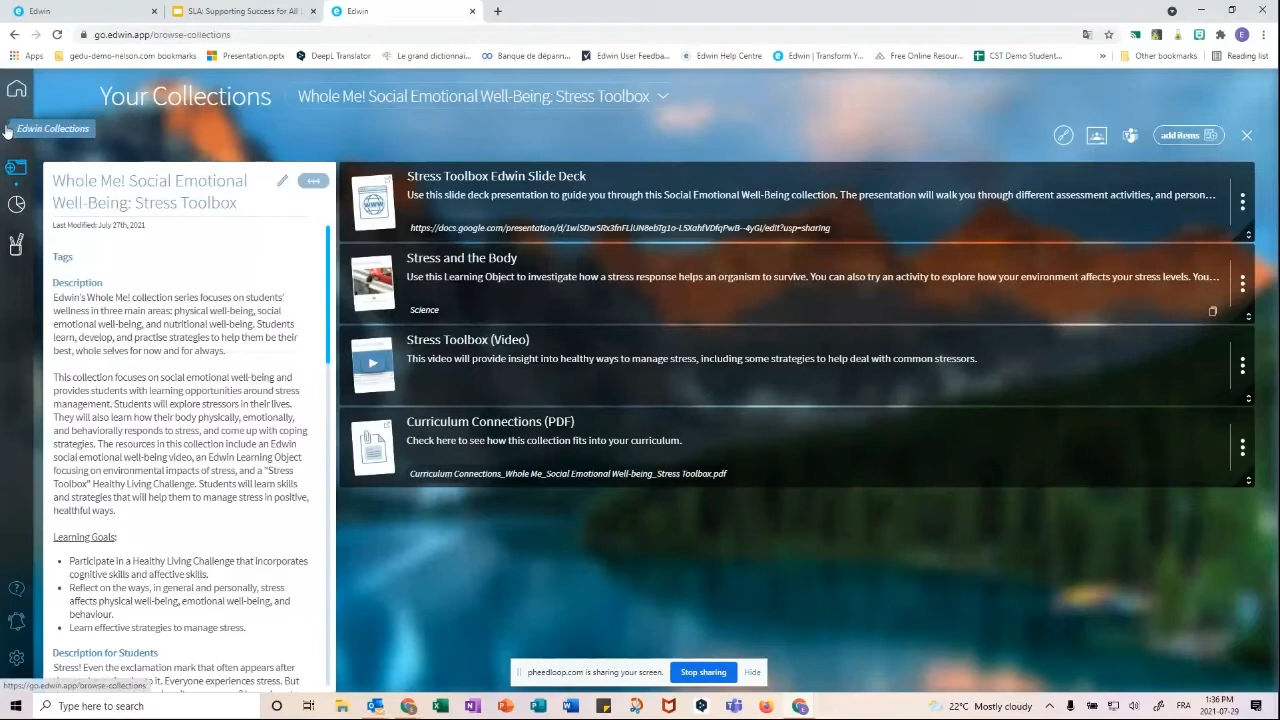 Edwin
SLA: Supporting Success for All
Edwin
go.edwin.app/browse-collections
E
Apps
gedu-demo-nelson.com bookmarks
Presentation.pptx
DeepL Translator
Le grand dictionnai...
Banque de dépann...
Edwin User Feedba...
Edwin Help Centre
Edwin | Transform Y...
Free Online Resour...
CST Demo Student...
Other bookmarks
Reading list
Your Collections
Whole Me! Social Emotional Well-Being: Stress Toolbox
Edwin Collections
add items
Whole Me! Social Emotional
Well-Being: Stress Toolbox
Last Modified: July 27th, 2021
Tags
Description
Edwin's Whole Me! collection series focuses on students'
wellness in three main areas: physical well-being, social
emotional well-being, and nutritional well-being. Students
learn, develop, and practise strategies to help them be their
best, whole selves for now and for always.
This collection focuses on social emotional well-being and
provides students with learning opportunities around stress
management. Students will explore stressors in their lives.
They will also learn how their body physically, emotionally,
and behaviorally responds to stress, and come up with coping
strategies. The resources in this collection include an Edwin
social emotional well-being video, an Edwin Learning Object
focusing on environmental impacts of stress, and a "Stress
Toolbox" Healthy Living Challenge. Students will learn skills
and strategies that will help them to manage stress in positive,
healthful ways.
Learning Goals:
Participate in a Healthy Living Challenge that incorporates
cognitive skills and affective skills.
Reflect on the ways, in general and personally, stress
affects physical well-being, emotional well-being, and
behaviour.
Learn effective strategies to manage stress.
Description for Students
Stress! Even the exclamation mark that often appears after
Everyone experiences stress. But
Stress Toolbox Edwin Slide Deck
Use this slide deck presentation to guide you through this Social Emotional Well-Being collection. The presentation will walk you through different assessment activities, and person...
Stress and the Body
Use this Learning Object to investigate how a stress response helps an organism to survive. You can also try an activity to explore how your environment affects your stress levels. You...
Science
Stress Toolbox (Video)
This video will provide insight into healthy ways to manage stress, including some strategies to help deal with common stressors.
Curriculum Connections (PDF)
Check here to see how this collection fits into your curriculum.
Curriculum Connections_Whole Me_Social Emotional Well-being_Stress Toolbox.pdf
pheedloop.com is sharing your screen.
Stop sharing
Hide
https://go.edwin.app/browse-collections
Type here to search
22°C Mostly cloudy
FRA
1:36 PM
2021-07-29